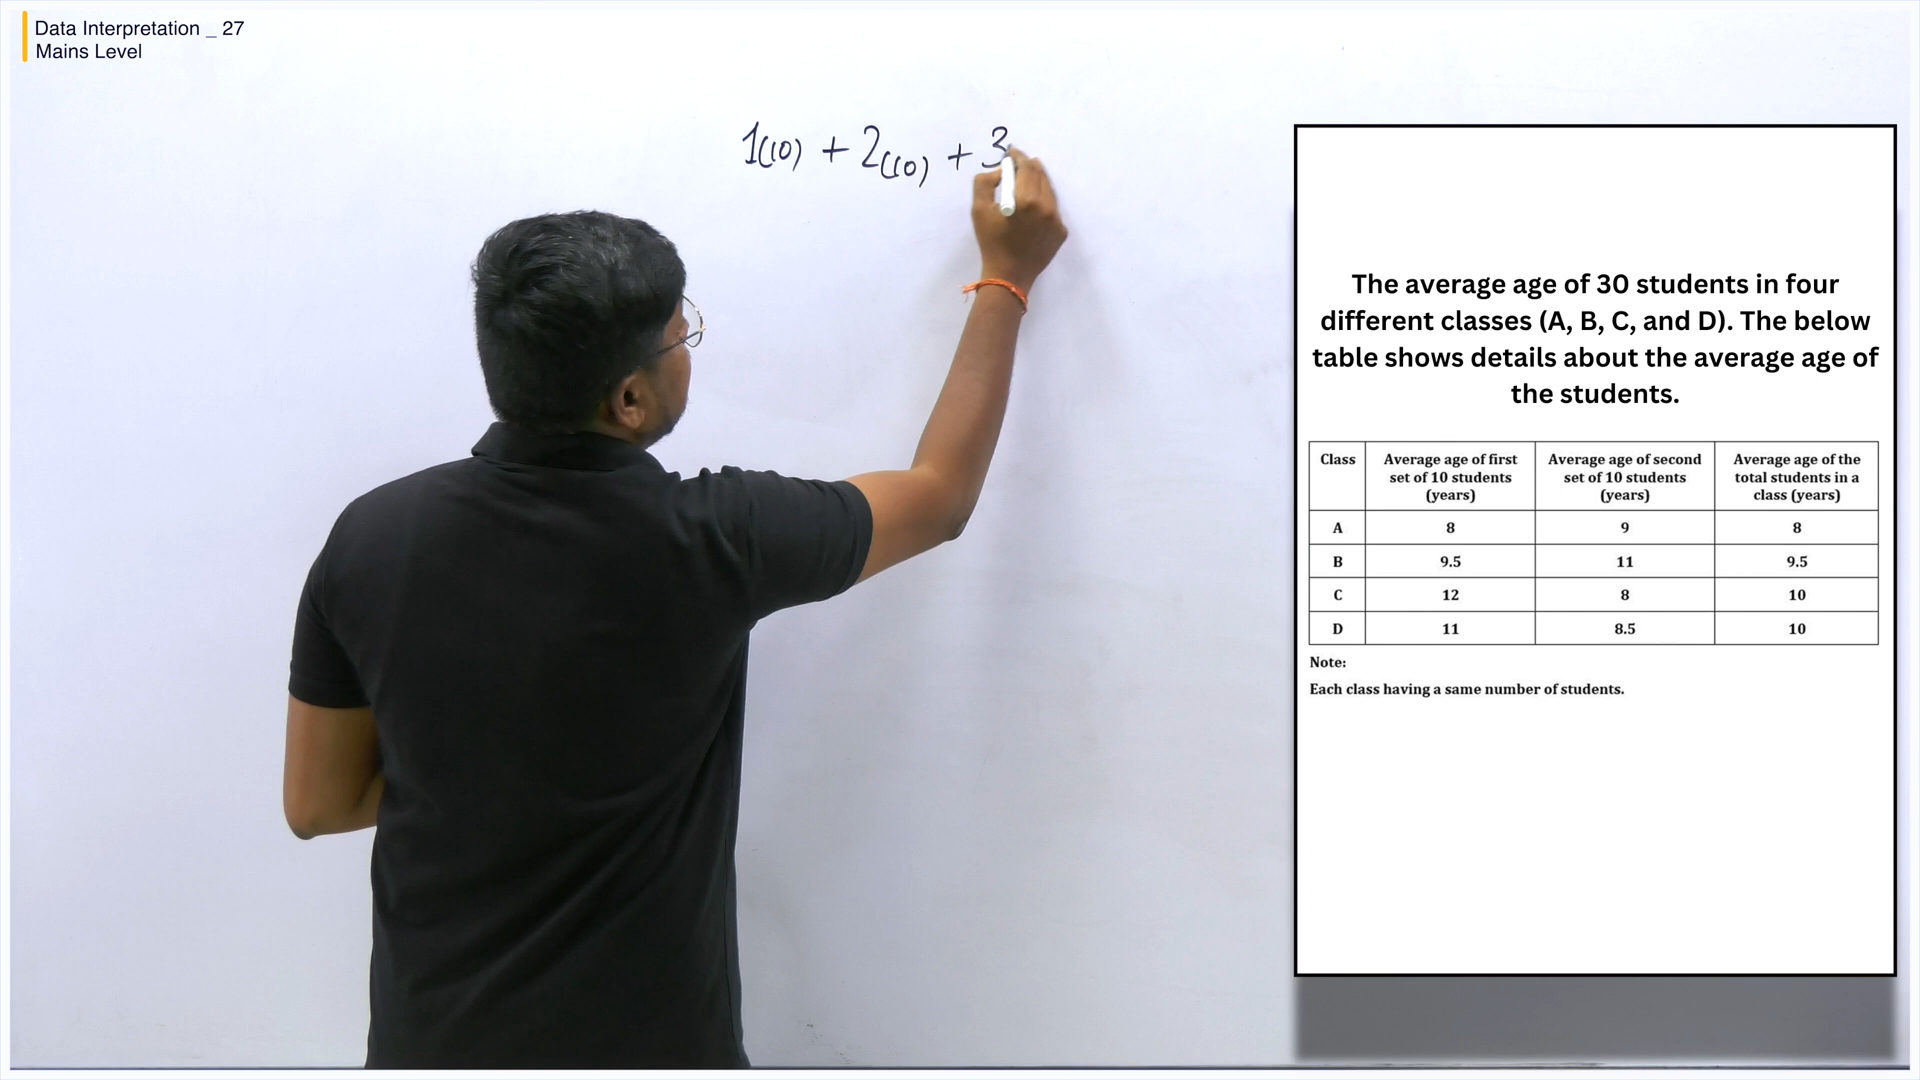 Data Interpretation _ 27
Mains Level
1(10) + 2(10) + 3
The average age of 30 students in four
different classes (A, B, C, and D). The below
table shows details about the average age of
the students.
Class Average age of first set of 10 students (years) Average age of second set of 10 students (years) Average age of the total students in a class (years)
A 8 9 8
B 9.5 11 9.5
C 12 8 10
D 11 8.5 10
Note:
Each class having a same number of students.